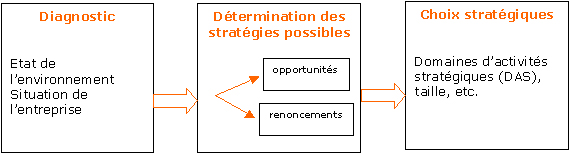 Diagnostic
Etat de
l'environnement
Situation de
l'entreprise
Détermination des
stratégies possibles
opportunités
renoncements
Choix stratégiques
Domaines d'activités
stratégiques (DAS),
taille, etc.